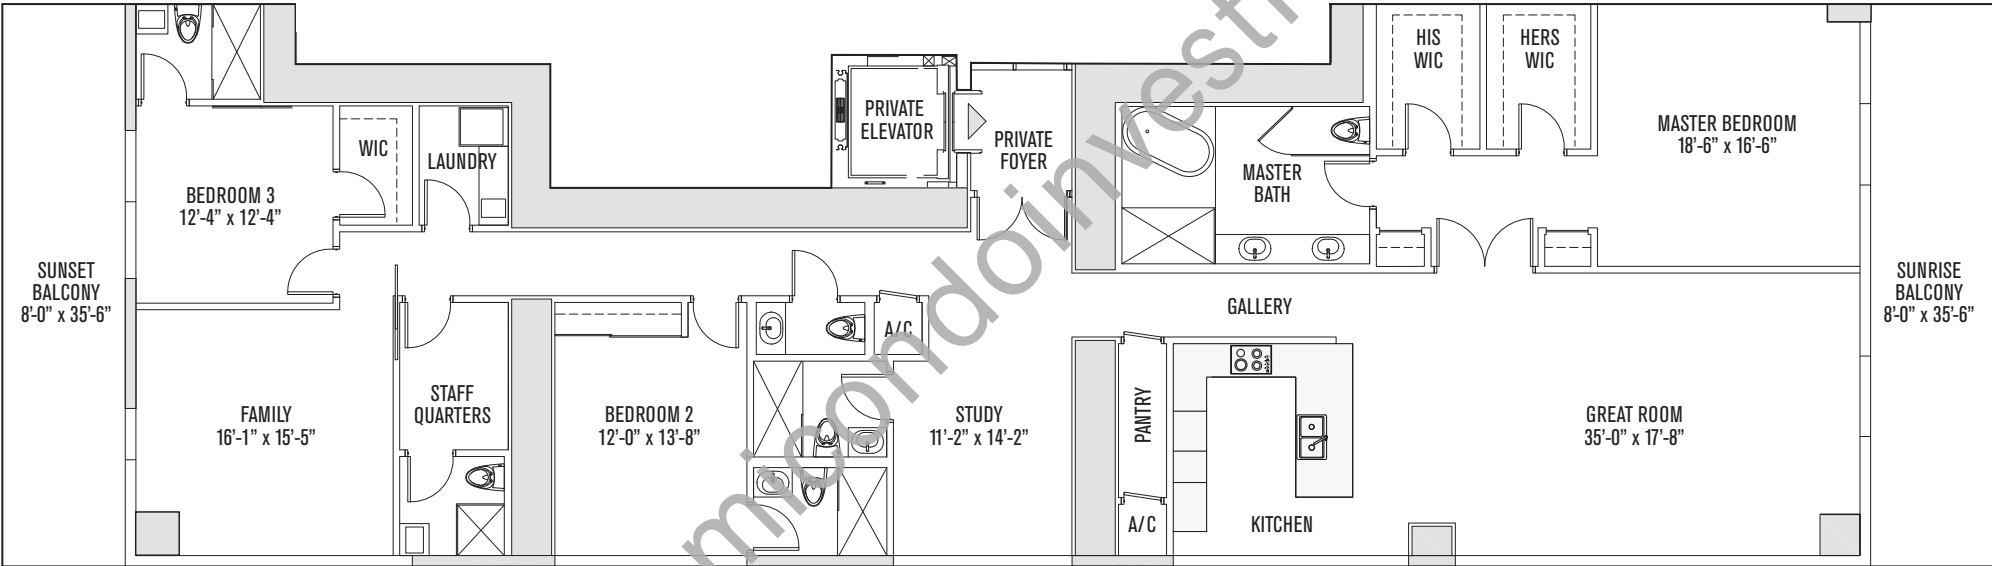 SUNSET
BALCONY
8'-0" x 35'-6"
BEDROOM 3
12'-4" x 12'-4"
WIC
LAUNDRY
PRIVATE
ELEVATOR
PRIVATE
FOYER
MASTER
BATH
HIS
WIC
HERS
WIC
MASTER BEDROOM
18'-6" x 16'-6"
SUNRISE
BALCONY
8'-0" x 35'-6"
GALLERY
FAMILY
16'-1" x 15'-5"
STAFF
QUARTERS
BEDROOM 2
12'-0" x 13'-8"
A/C
STUDY
11'-2" x 14'-2"
PANTRY
A/C
KITCHEN
GREAT ROOM
35'-0" x 17'-8"